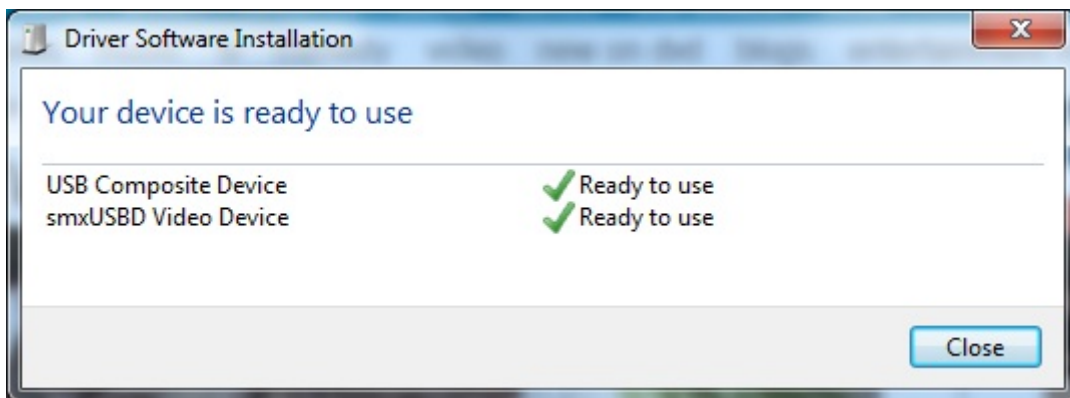 Driver Software Installation
Your device is ready to use
USB Composite Device Ready to use
smxUSBD Video Device Ready to use
Close